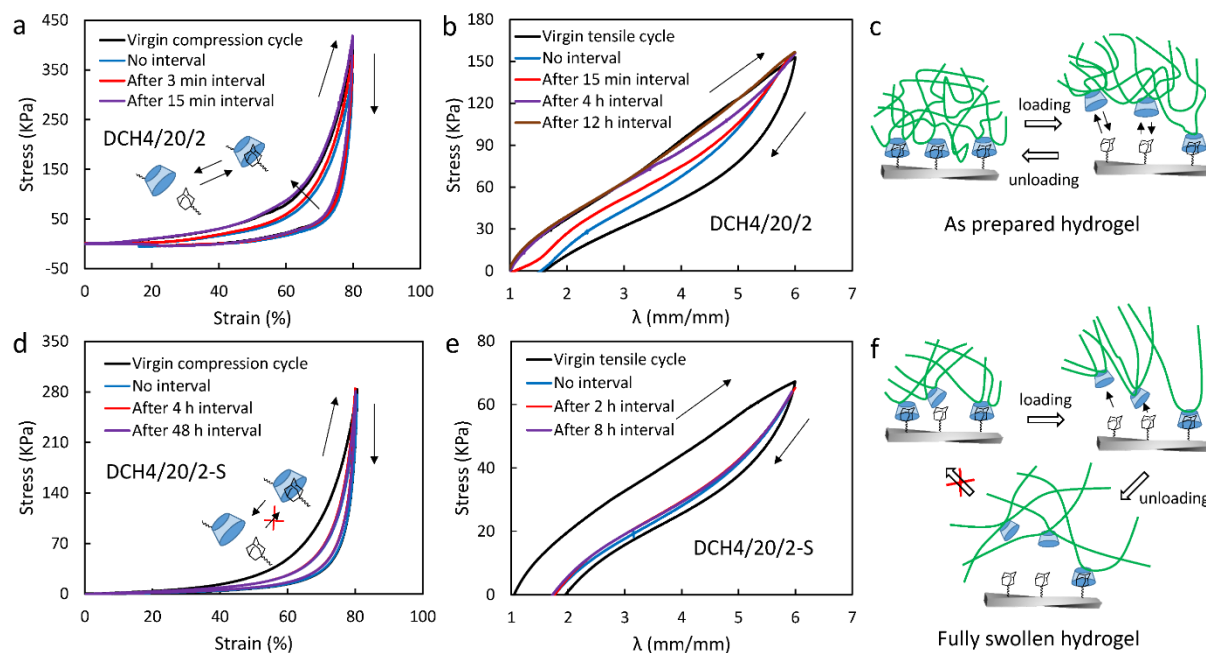 a
Stress (KPa)
450
350
250
150
50
-50
Virgin compression cycle
No interval
After 3 min interval
After 15 min interval
DCH4/20/2
0 20 40 60 80 100
Strain (%)
b
Stress (KPa)
180
150
120
90
60
30
0
Virgin tensile cycle
No interval
After 15 min interval
After 4 h interval
After 12 h interval
DCH4/20/2
1 2 3 4 5 6 7
λ (mm/mm)
c
loading
unloading
As prepared hydrogel
d
Stress (KPa)
350
280
210
140
70
0
Virgin compression cycle
No interval
After 4 h interval
After 48 h interval
DCH4/20/2-S
0 20 40 60 80 100
Strain (%)
e
Stress (KPa)
80
60
40
20
0
Virgin tensile cycle
No interval
After 2 h interval
After 8 h interval
DCH4/20/2-S
1 2 3 4 5 6 7
λ (mm/mm)
f
loading
unloading
Fully swollen hydrogel